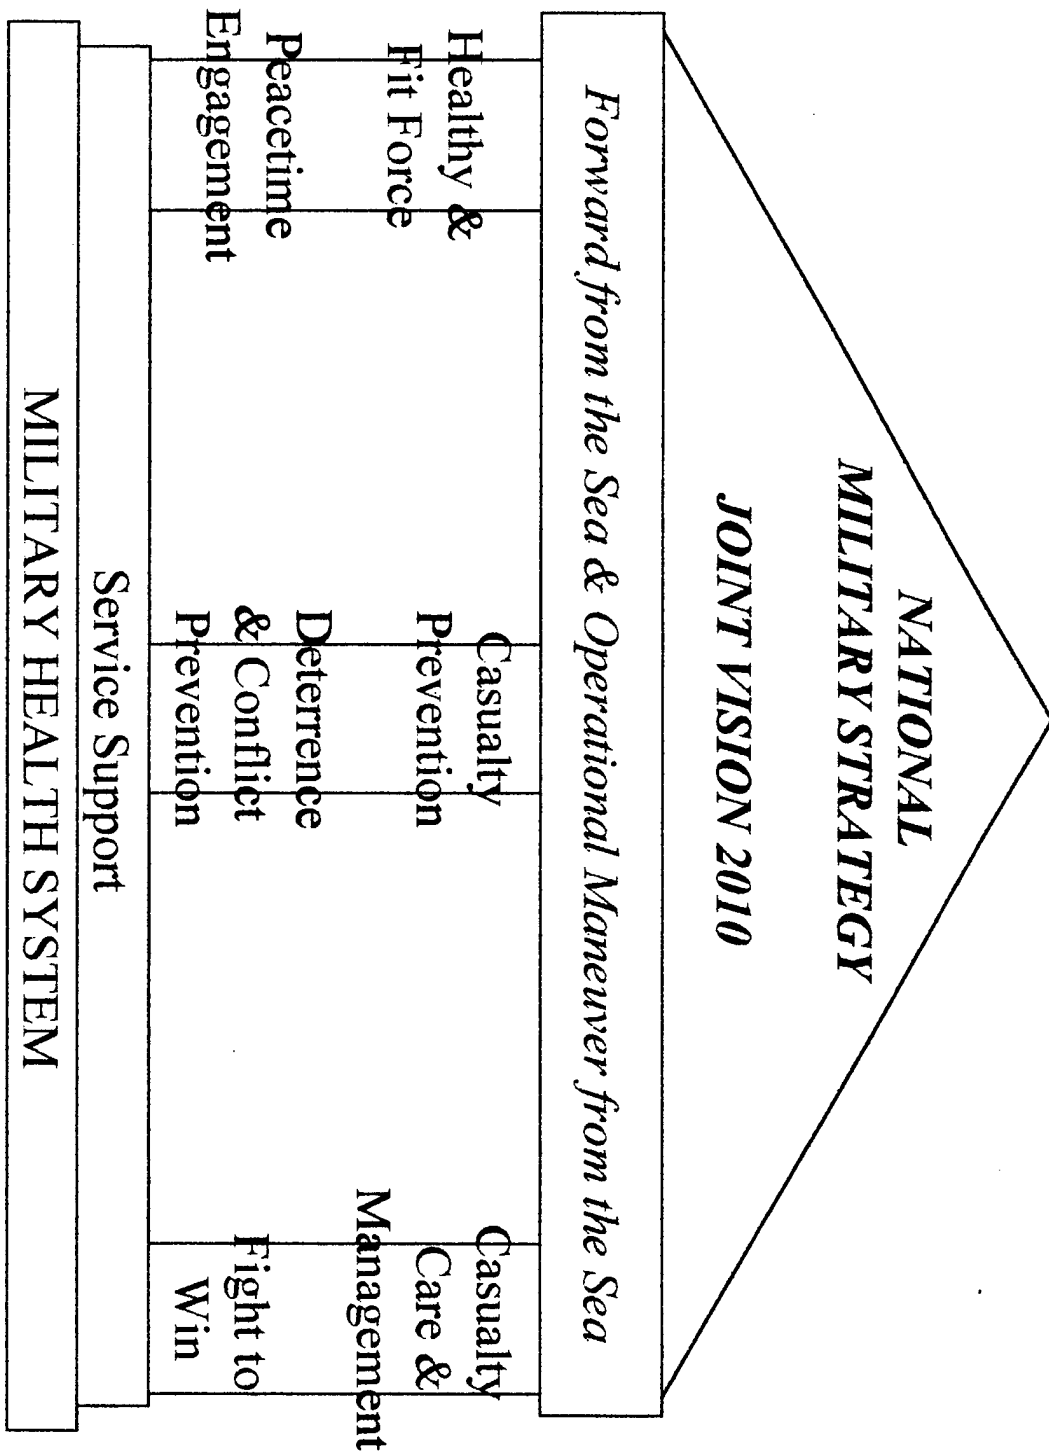 NATIONAL
MILITARY STRATEGY
JOINT VISION 2010
Forward from the Sea & Operational Maneuver from the Sea
Healthy &
Fit Force
Peacetime
Engagement
Casualty
Prevention
Deterrence
& Conflict
Prevention
Casualty
Care &
Management
Fight to
Win
Service Support
MILITARY HEALTH SYSTEM